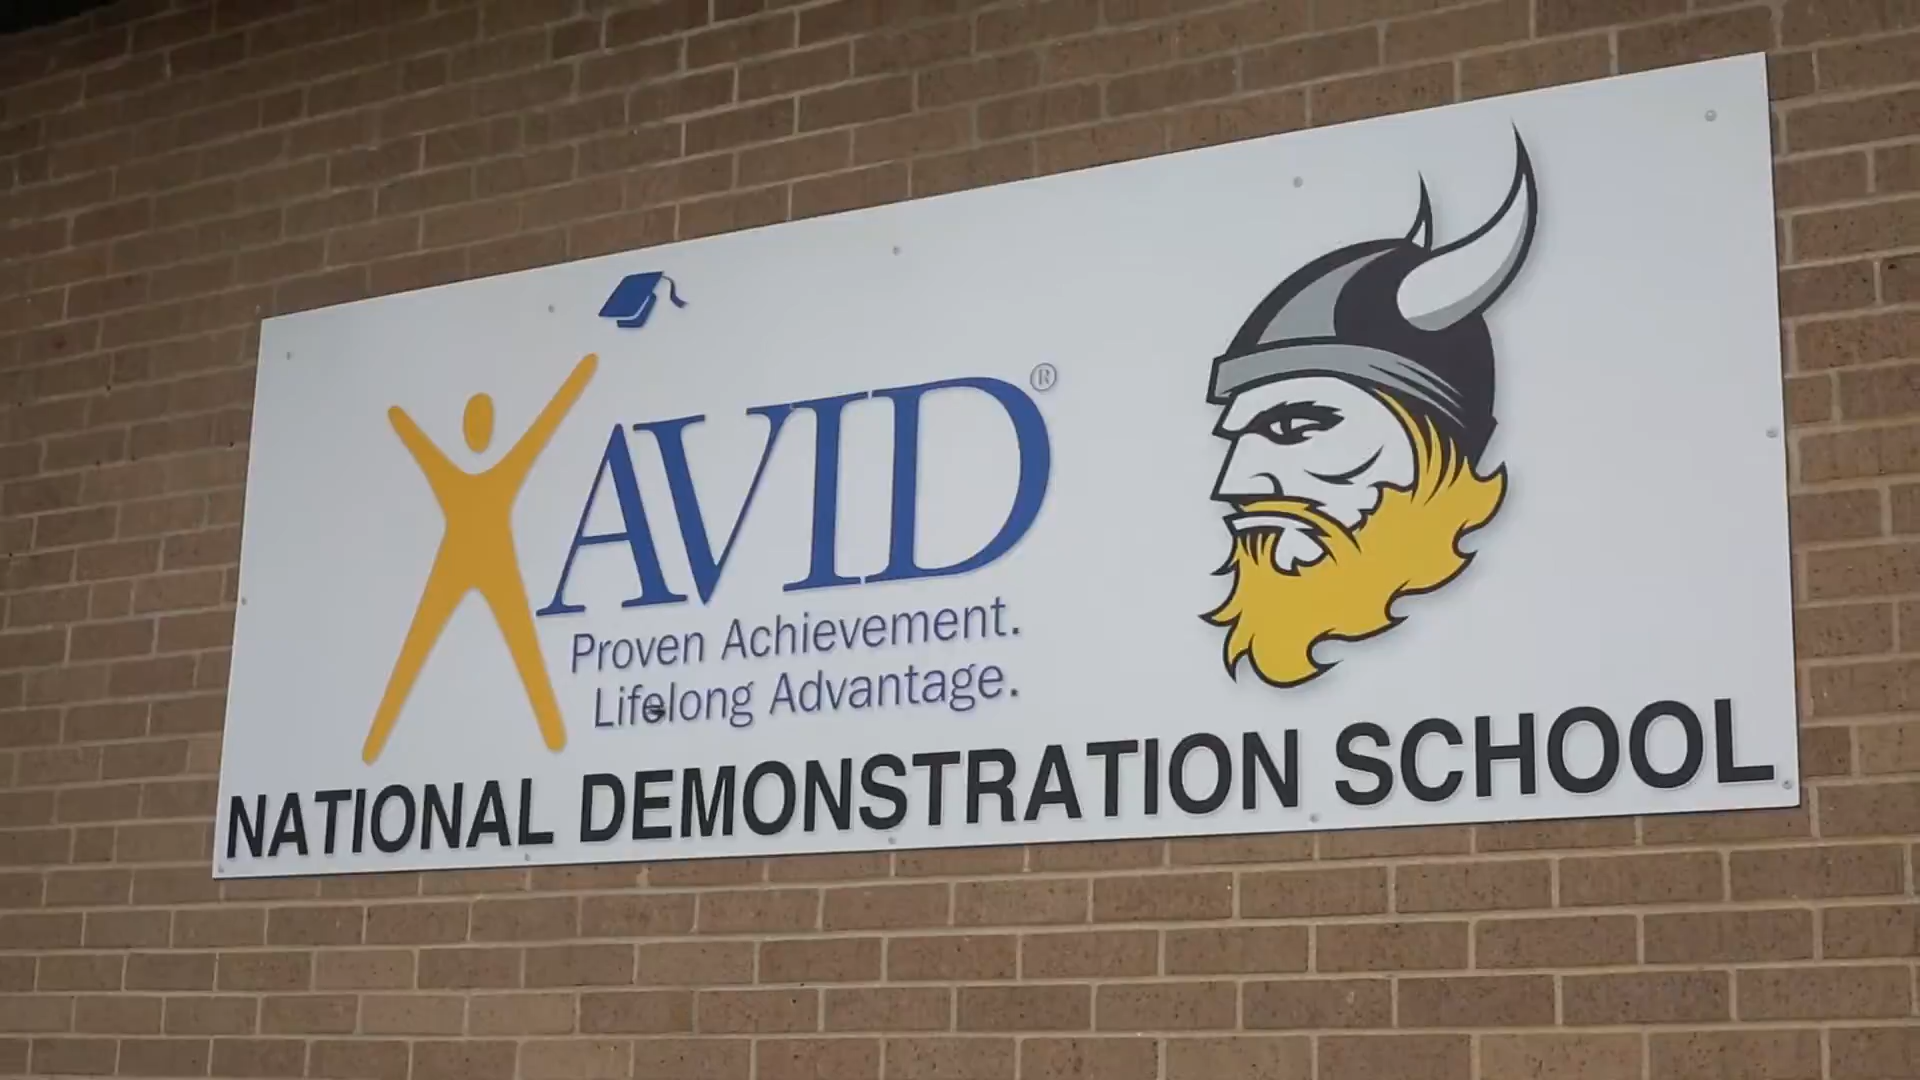 AVID®
Proven Achievement.
Lifelong Advantage.
NATIONAL DEMONSTRATION SCHOOL